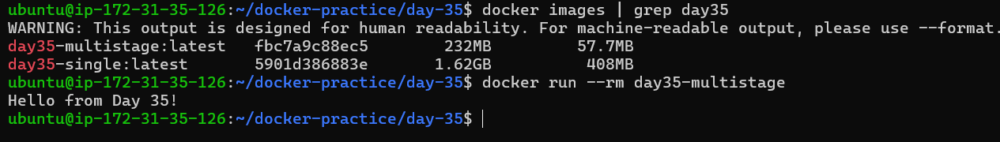 ubuntu@ip-172-31-35-126:~/docker-practice/day-35$ docker images | grep day35
WARNING: This output is designed for human readability. For machine-readable output, please use --format.
day35-multistage:latest   fbc7a9c88ec5        232MB         57.7MB
day35-single:latest       5901d386883e       1.62GB          408MB
ubuntu@ip-172-31-35-126:~/docker-practice/day-35$ docker run --rm day35-multistage
Hello from Day 35!
ubuntu@ip-172-31-35-126:~/docker-practice/day-35$